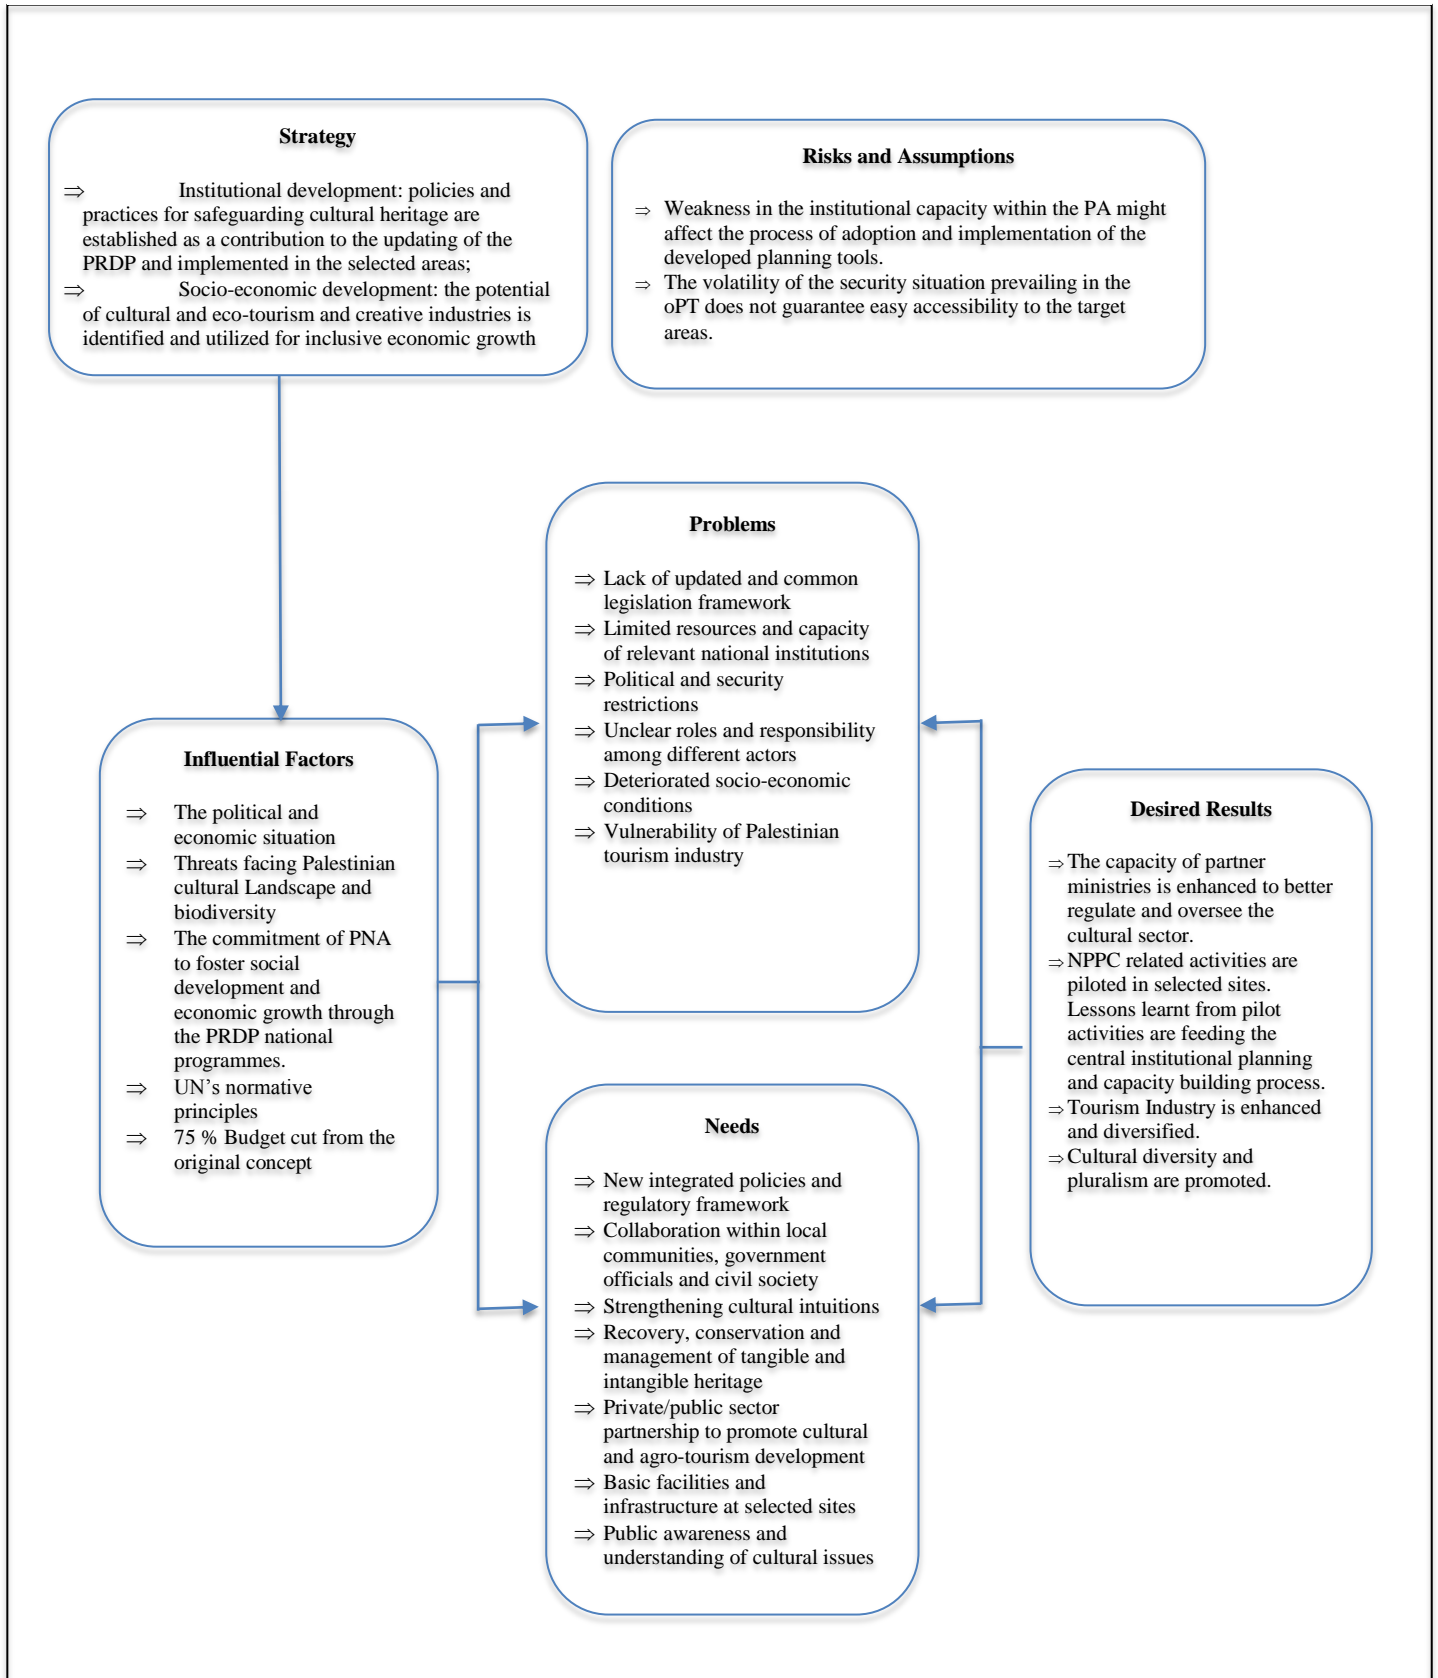 Strategy
⇒ Institutional development: policies and
practices for safeguarding cultural heritage are
established as a contribution to the updating of the
PRDP and implemented in the selected areas;
⇒ Socio-economic development: the potential
of cultural and eco-tourism and creative industries is
identified and utilized for inclusive economic growth
Risks and Assumptions
⇒ Weakness in the institutional capacity within the PA might
affect the process of adoption and implementation of the
developed planning tools.
⇒ The volatility of the security situation prevailing in the
oPT does not guarantee easy accessibility to the target
areas.
Problems
⇒ Lack of updated and common
legislation framework
⇒ Limited resources and capacity
of relevant national institutions
⇒ Political and security
restrictions
⇒ Unclear roles and responsibility
among different actors
⇒ Deteriorated socio-economic
conditions
⇒ Vulnerability of Palestinian
tourism industry
Influential Factors
⇒ The political and
economic situation
⇒ Threats facing Palestinian
cultural Landscape and
biodiversity
⇒ The commitment of PNA
to foster social
development and
economic growth through
the PRDP national
programmes.
⇒ UN’s normative
principles
⇒ 75 % Budget cut from the
original concept
Desired Results
⇒ The capacity of partner
ministries is enhanced to better
regulate and oversee the
cultural sector.
⇒ NPPC related activities are
piloted in selected sites.
Lessons learnt from pilot
activities are feeding the
central institutional planning
and capacity building process.
⇒ Tourism Industry is enhanced
and diversified.
⇒ Cultural diversity and
pluralism are promoted.
Needs
⇒ New integrated policies and
regulatory framework
⇒ Collaboration within local
communities, government
officials and civil society
⇒ Strengthening cultural intuitions
⇒ Recovery, conservation and
management of tangible and
intangible heritage
⇒ Private/public sector
partnership to promote cultural
and agro-tourism development
⇒ Basic facilities and
infrastructure at selected sites
⇒ Public awareness and
understanding of cultural issues